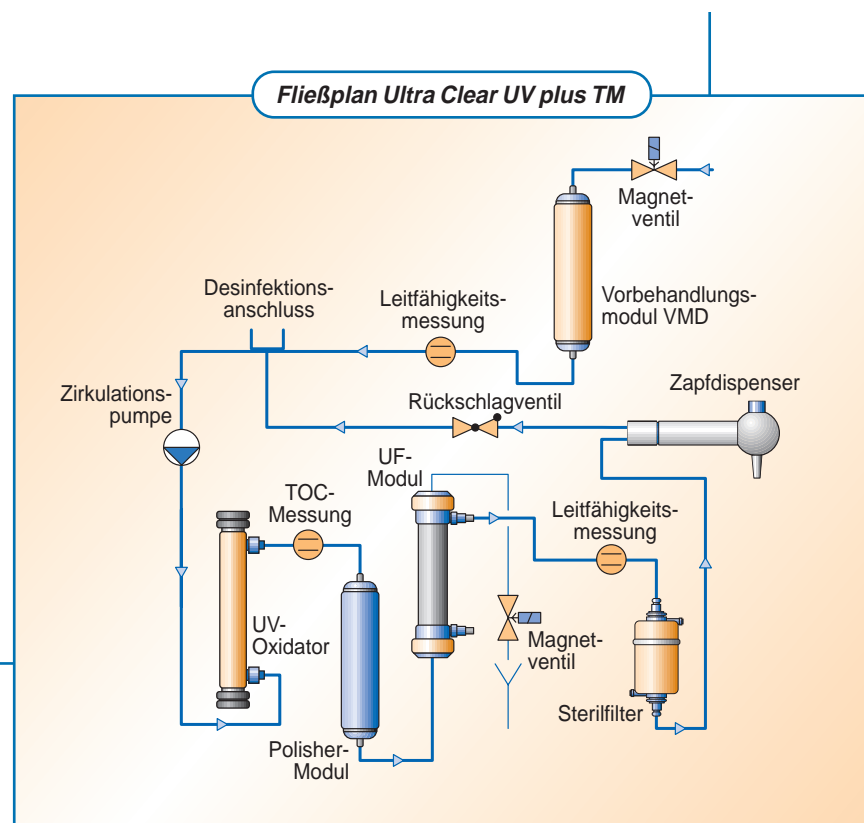 Fließplan Ultra Clear UV plus TM
Magnet-
ventil
Desinfektions-
anschluss
Leitfähigkeits-
messung
Vorbehandlungs-
modul VMD
Zirkulations-
pumpe
Rückschlagventil
Zapfdispenser
UF-
Modul
TOC-
Messung
Leitfähigkeits-
messung
UV-
Oxidator
Magnet-
ventil
Sterilfilter
Polisher-
Modul